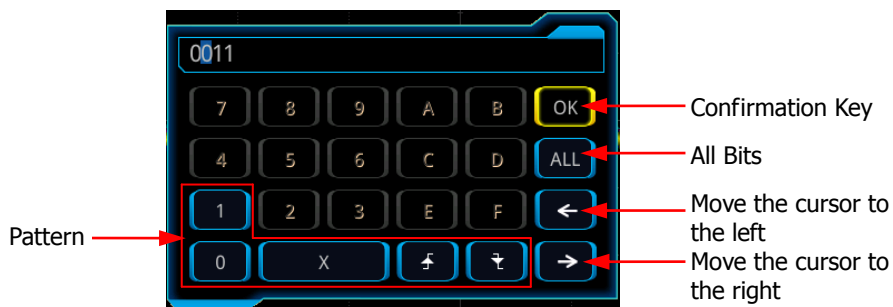 0011
7 8 9 A B OK
Confirmation Key
4 5 6 C D ALL
All Bits
1 2 3 E F ←
Move the cursor to
the left
Pattern
0 X →
Move the cursor to
the right